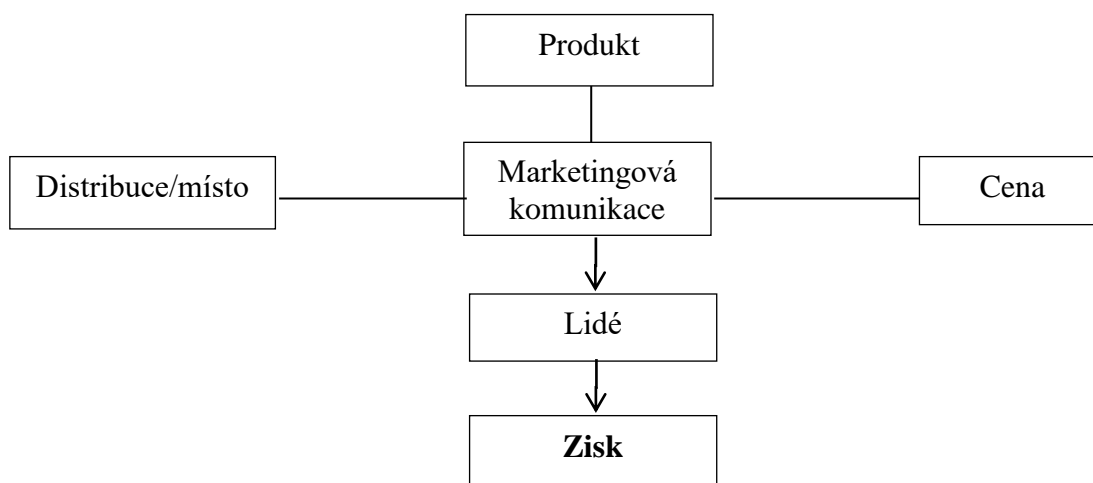 Produkt
Distribuce/místo
Marketingová
komunikace
Cena
Lidé
Zisk